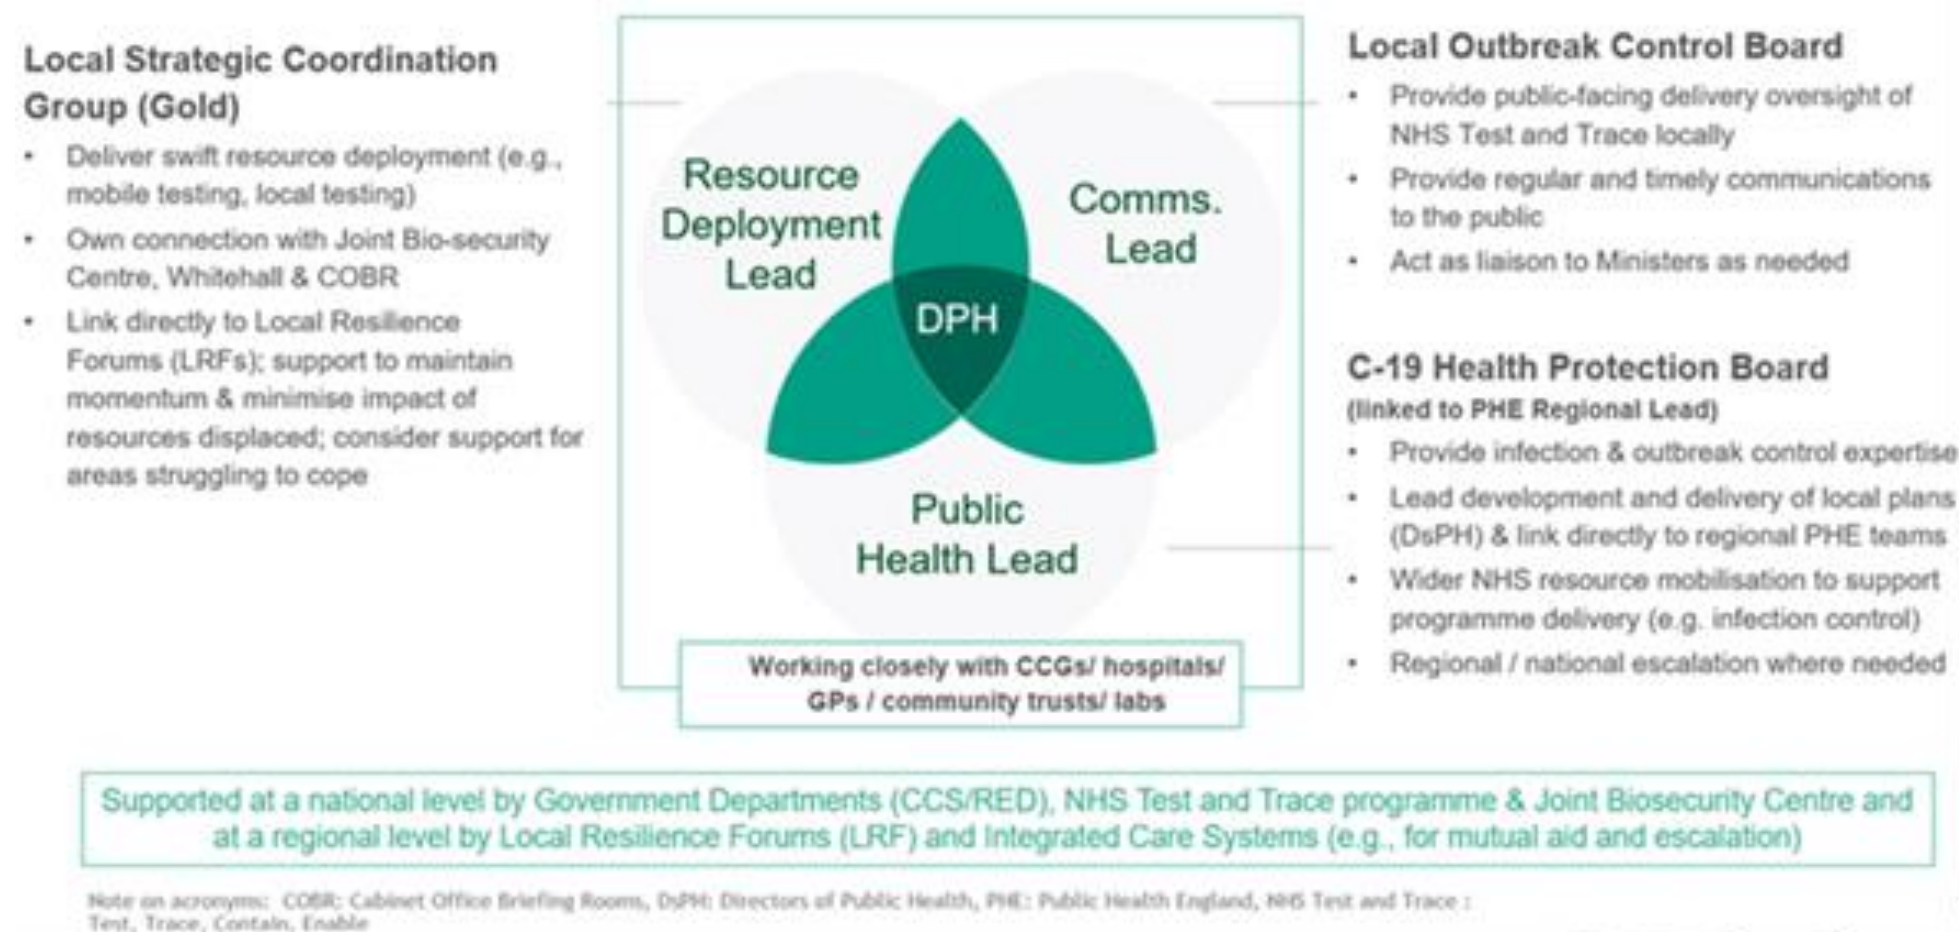 Local Strategic Coordination
Group (Gold)
• Deliver swift resource deployment (e.g.,
mobile testing, local testing)
• Own connection with Joint Bio-security
Centre, Whitehall & COBR
• Link directly to Local Resilience
Forums (LRFs); support to maintain
momentum & minimise impact of
resources displaced; consider support for
areas struggling to cope
Resource
Deployment
Lead
Comms.
Lead
DPH
Public
Health Lead
Working closely with CCGs/ hospitals/
GPs / community trusts/ labs
Local Outbreak Control Board
• Provide public-facing delivery oversight of
NHS Test and Trace locally
• Provide regular and timely communications
to the public
• Act as liaison to Ministers as needed
C-19 Health Protection Board
(linked to PHE Regional Lead)
• Provide infection & outbreak control expertise
• Lead development and delivery of local plans
(DsPH) & link directly to regional PHE teams
• Wider NHS resource mobilisation to support
programme delivery (e.g. infection control)
• Regional / national escalation where needed
Supported at a national level by Government Departments (CCS/RED), NHS Test and Trace programme & Joint Biosecurity Centre and
at a regional level by Local Resilience Forums (LRF) and Integrated Care Systems (e.g., for mutual aid and escalation)
Note on acronyms: COBR: Cabinet Office Briefing Rooms, DsPH: Directors of Public Health, PHE: Public Health England, NHS Test and Trace :
Test, Trace, Contain, Enable